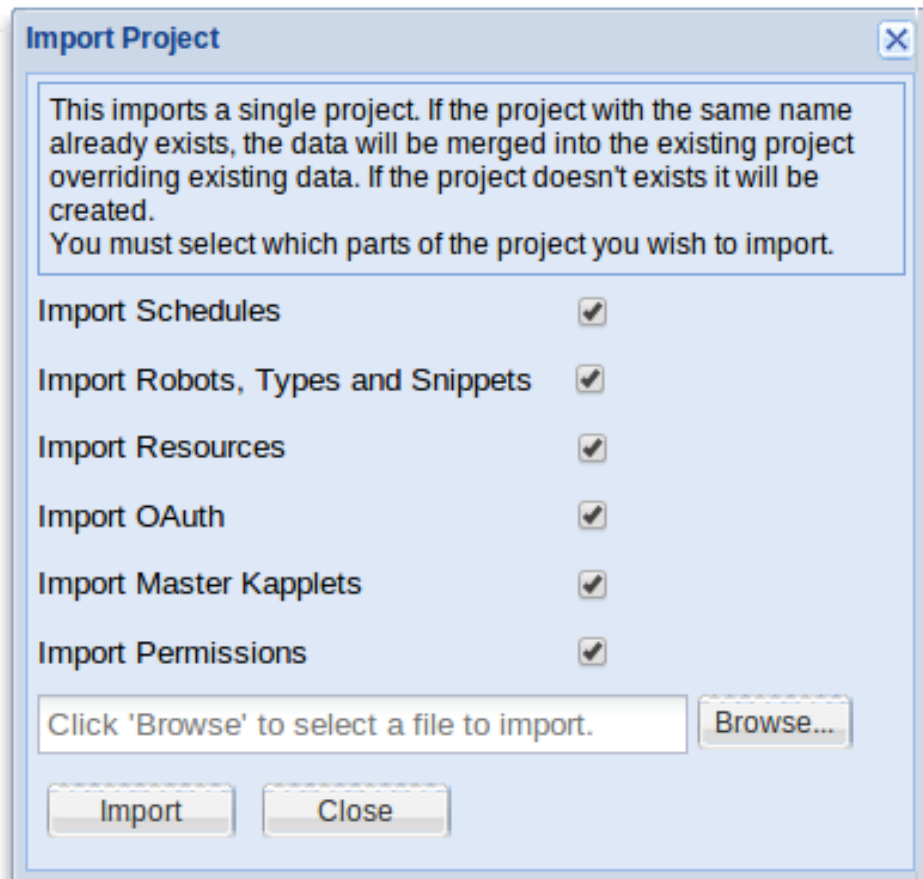 Import Project
This imports a single project. If the project with the same name
already exists, the data will be merged into the existing project
overriding existing data. If the project doesn't exists it will be
created.
You must select which parts of the project you wish to import.
Import Schedules
Import Robots, Types and Snippets
Import Resources
Import OAuth
Import Master Kapplets
Import Permissions
Click 'Browse' to select a file to import. Browse...
Import Close